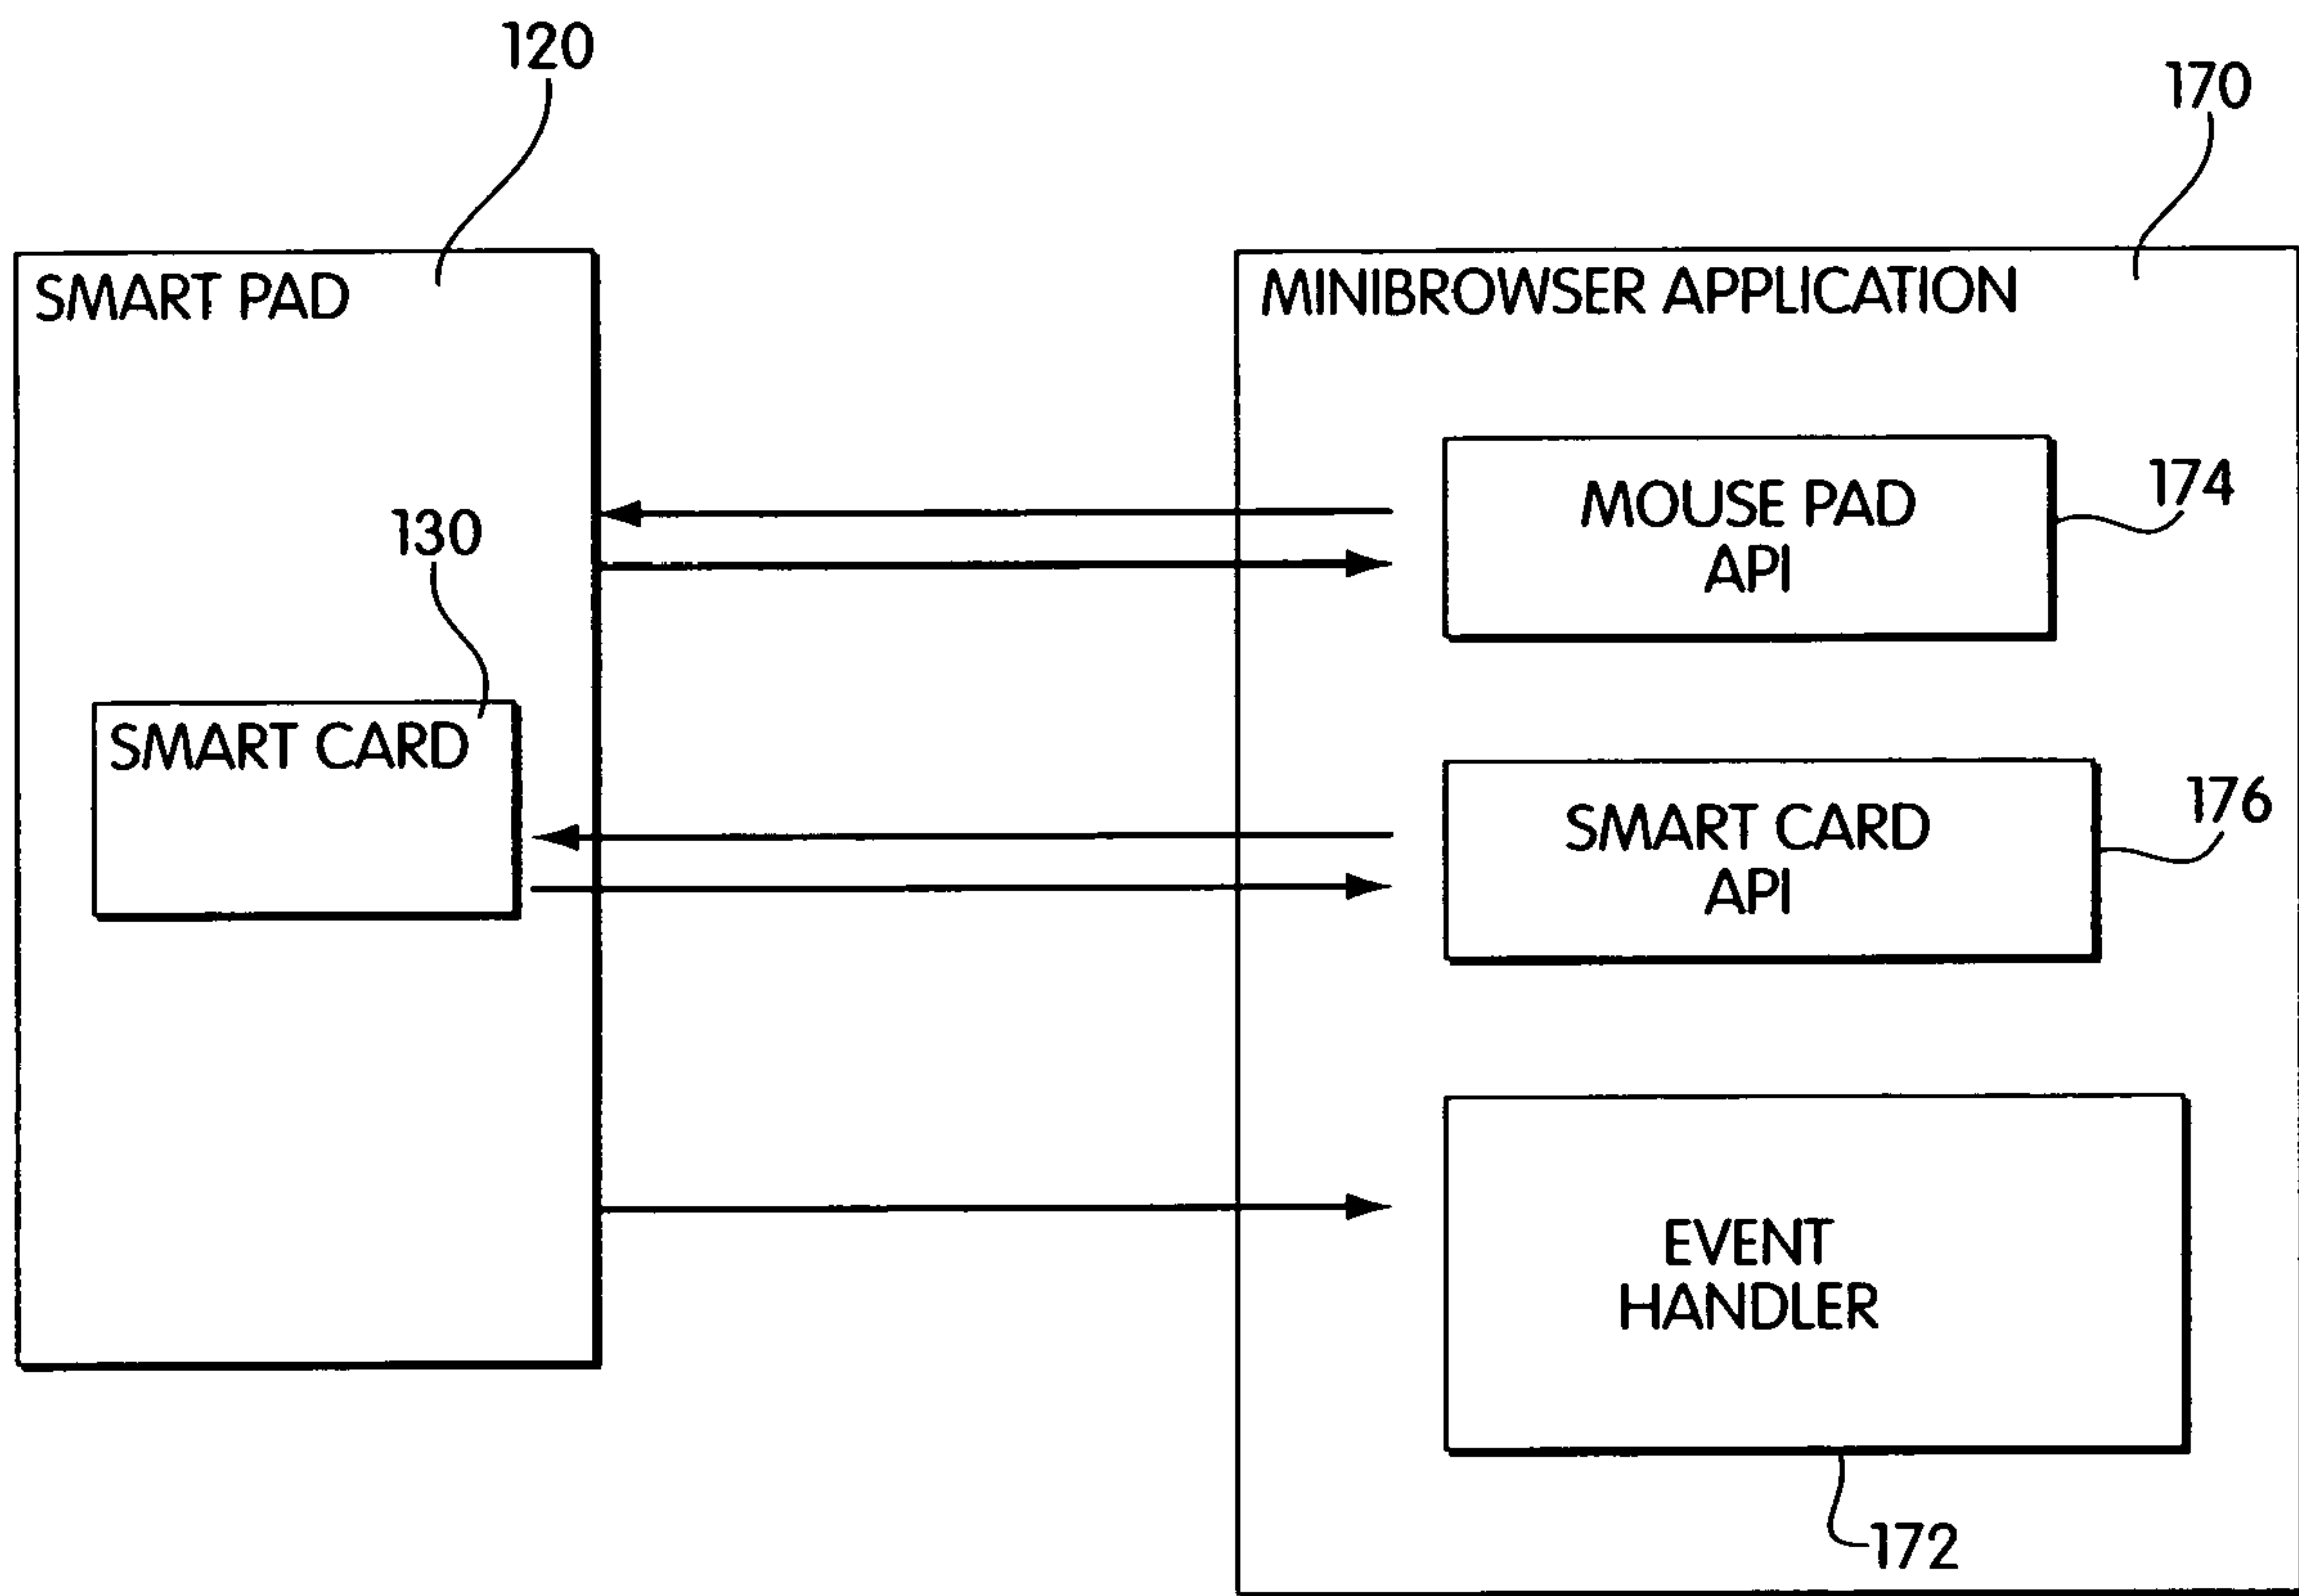 120
170
SMART PAD
MINIBROWSER APPLICATION
130
MOUSE PAD
API
174
SMART CARD
SMART CARD
API
176
EVENT
HANDLER
172